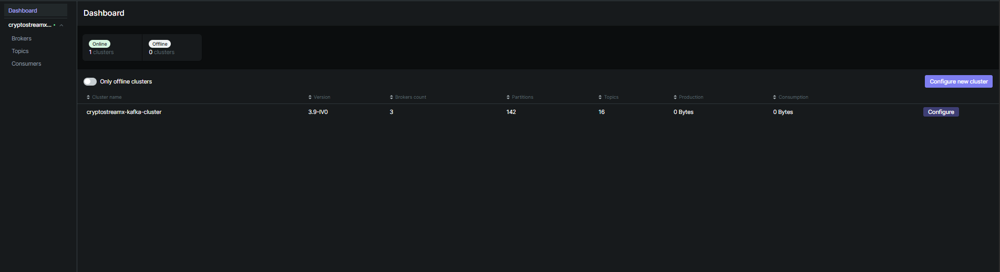 Dashboard
cryptostreamx...
Brokers
Topics
Consumers
Dashboard
Online
1 clusters
Offline
0 clusters
Only offline clusters
Configure new cluster
Cluster name Version Brokers count Partitions Topics Production Consumption
cryptostreamx-kafka-cluster 3.9-IV0 3 142 16 0 Bytes 0 Bytes Configure